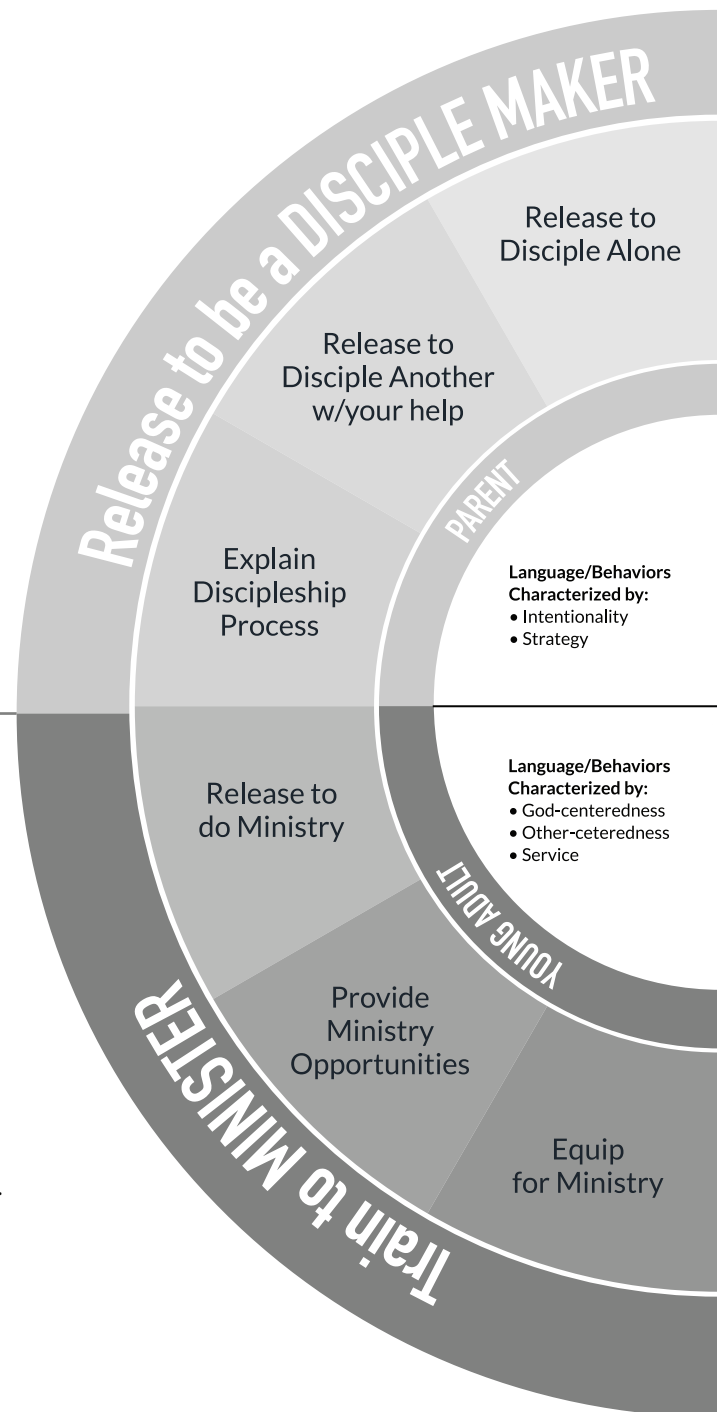 Release to be a DISCIPLE MAKER
Release to
Disciple Alone
Release to
Disciple Another
w/your help
Explain
Discipleship
Process
PARENT
Language/Behaviors
Characterized by:
• Intentionality
• Strategy
Language/Behaviors
Characterized by:
• God-centeredness
• Other-ceteredness
• Service
YOUNG ADULT
Release to
do Ministry
Provide
Ministry
Opportunities
Equip
for Ministry
Train to MINISTER